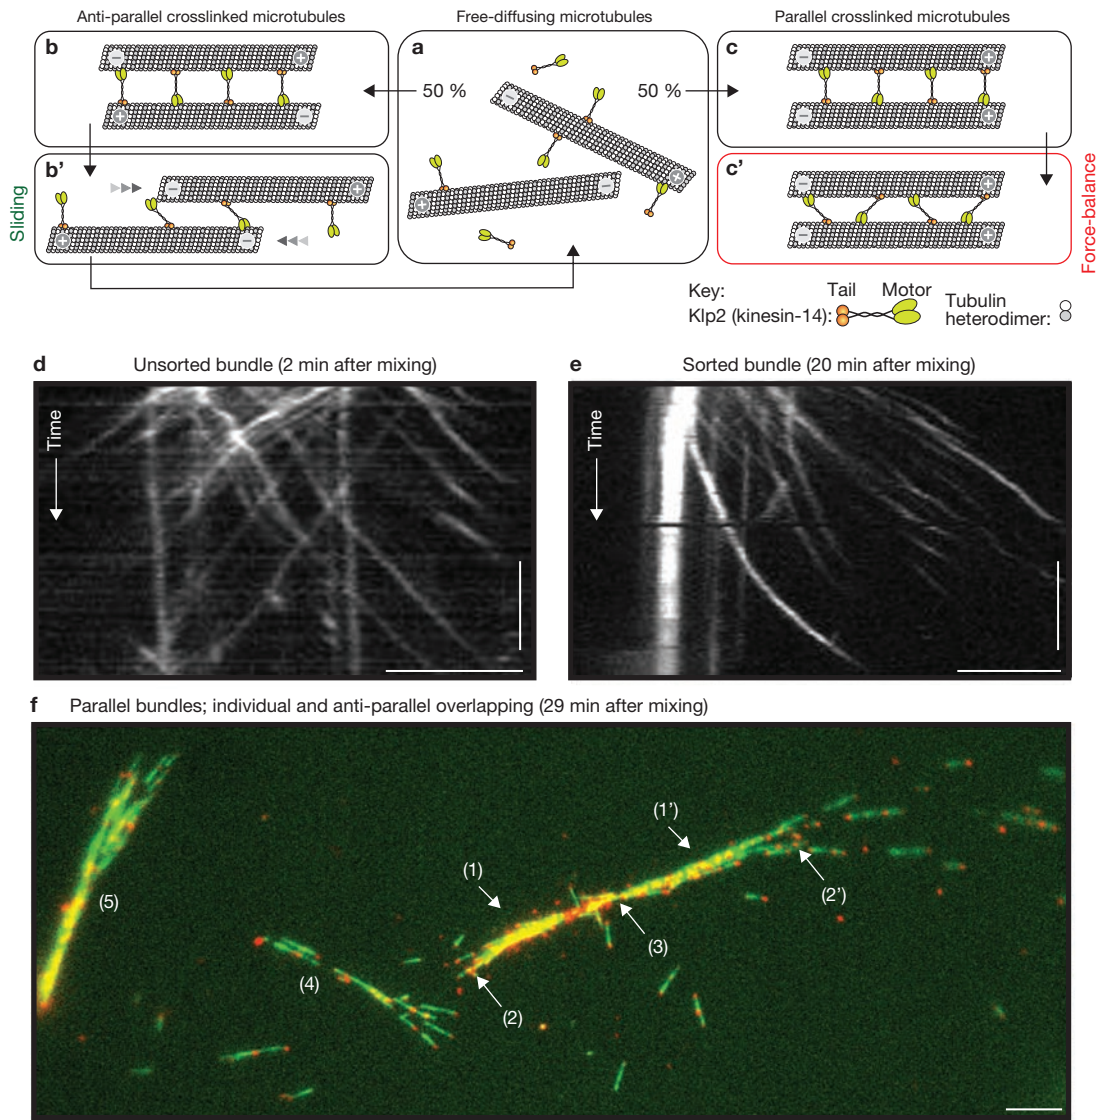 Anti-parallel crosslinked microtubules
Free-diffusing microtubules
Parallel crosslinked microtubules
b
a
c
50 %
50 %
− +
+ −
− +
− +
− +
+ −
b'
− +
+ −
c'
− +
− +
Sliding
Force-balance
Key:
Tail
Motor
Klp2 (kinesin-14):
Tubulin
heterodimer:
d Unsorted bundle (2 min after mixing)
e Sorted bundle (20 min after mixing)
Time
Time
f Parallel bundles; individual and anti-parallel overlapping (29 min after mixing)
(1')
(1)
(2')
(5)
(3)
(4)
(2)